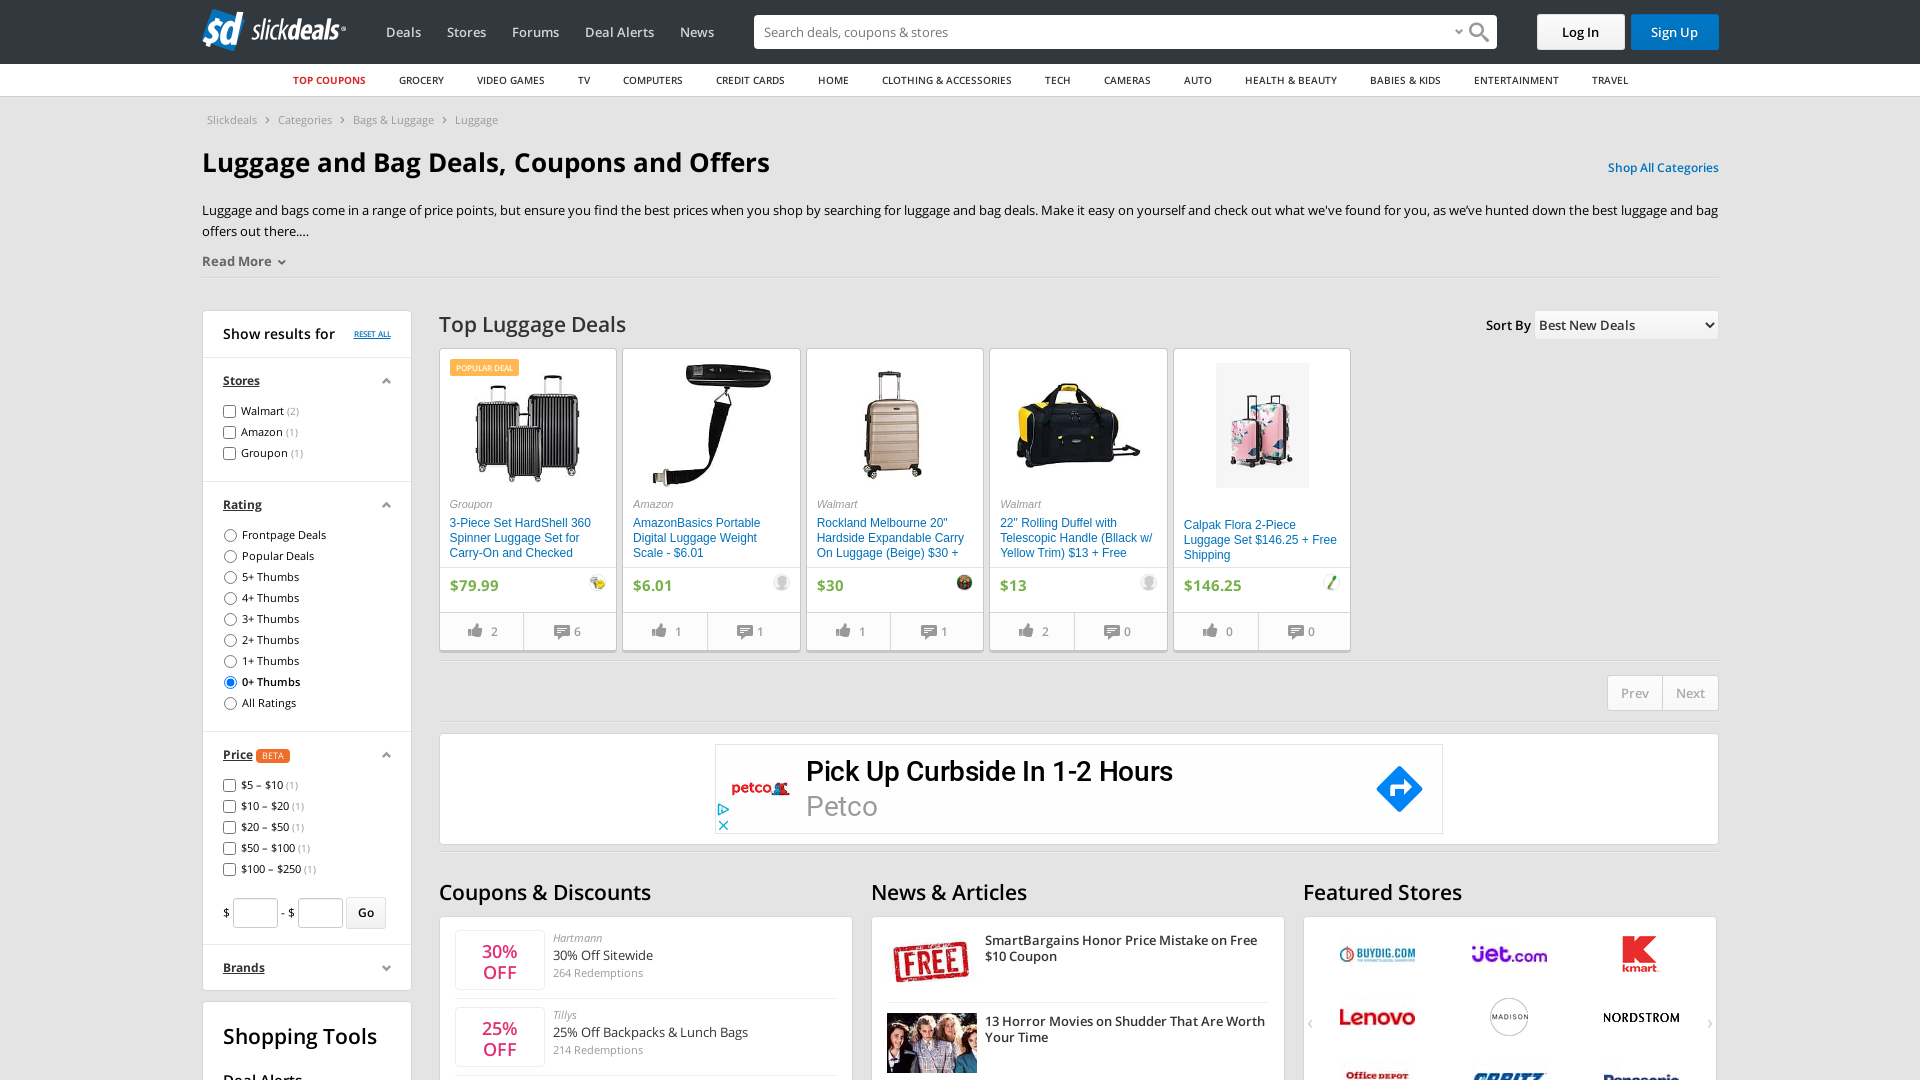 sd slickdeals
Deals
Stores
Forums
Deal Alerts
News
Search deals, coupons & stores
Log In
Sign Up
TOP COUPONS
GROCERY
VIDEO GAMES
TV
COMPUTERS
CREDIT CARDS
HOME
CLOTHING & ACCESSORIES
TECH
CAMERAS
AUTO
HEALTH & BEAUTY
BABIES & KIDS
ENTERTAINMENT
TRAVEL
Slickdeals > Categories > Bags & Luggage > Luggage
Luggage and Bag Deals, Coupons and Offers
Shop All Categories
Luggage and bags come in a range of price points, but ensure you find the best prices when you shop by searching for luggage and bag deals. Make it easy on yourself and check out what we've found for you, as we’ve hunted down the best luggage and bag
offers out there....
Read More
Show results for
RESET ALL
Stores
Walmart (2)
Amazon (1)
Groupon (1)
Rating
Frontpage Deals
Popular Deals
5+ Thumbs
4+ Thumbs
3+ Thumbs
2+ Thumbs
1+ Thumbs
0+ Thumbs
All Ratings
Price BETA
$5 – $10 (1)
$10 – $20 (1)
$20 – $50 (1)
$50 – $100 (1)
$100 – $250 (1)
$ - $ Go
Brands
Shopping Tools
Deal Alerts
Top Luggage Deals
Sort By Best New Deals
POPULAR DEAL
Groupon
3-Piece Set HardShell 360
Spinner Luggage Set for
Carry-On and Checked
$79.99
2
6
Amazon
AmazonBasics Portable
Digital Luggage Weight
Scale - $6.01
$6.01
1
1
Walmart
Rockland Melbourne 20"
Hardside Expandable Carry
On Luggage (Beige) $30 +
$30
1
1
Walmart
22" Rolling Duffel with
Telescopic Handle (Bllack w/
Yellow Trim) $13 + Free
$13
2
0
Calpak Flora 2-Piece
Luggage Set $146.25 + Free
Shipping
$146.25
0
0
Prev
Next
petco
Pick Up Curbside In 1-2 Hours
Petco
Coupons & Discounts
30%
OFF
Hartmann
30% Off Sitewide
264 Redemptions
25%
OFF
Tillys
25% Off Backpacks & Lunch Bags
214 Redemptions
News & Articles
FREE
SmartBargains Honor Price Mistake on Free
$10 Coupon
13 Horror Movies on Shudder That Are Worth
Your Time
Featured Stores
BUYDIG.COM
Jet.com
kmart
Lenovo
MADISON
NORDSTROM
Office DEPOT
ORBITZ
Panasonic